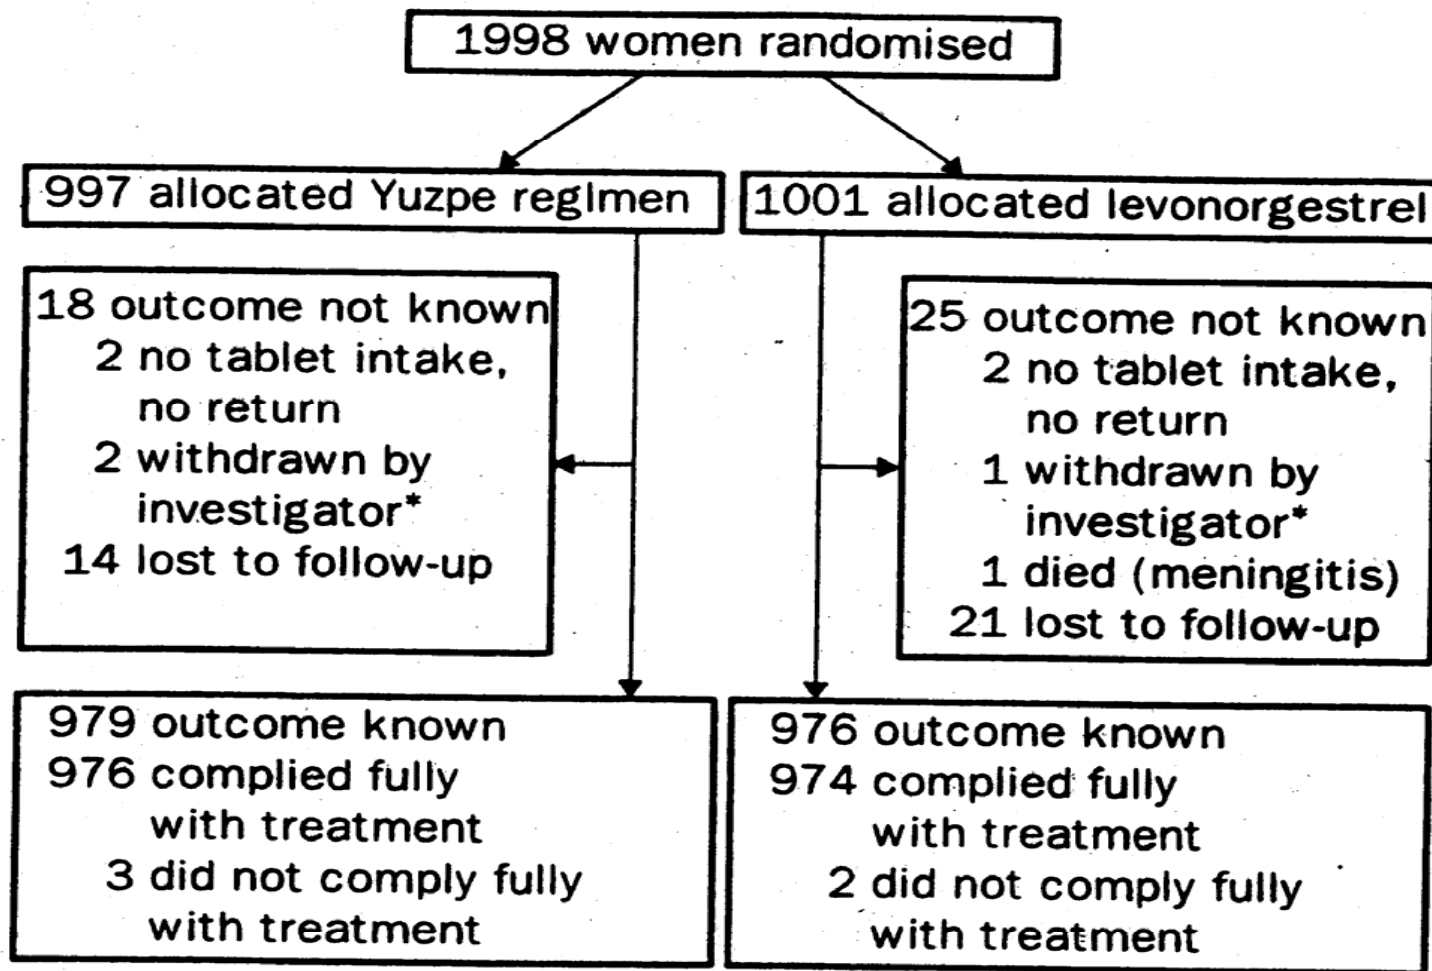 1998 women randomised
997 allocated Yuzpe regimen
1001 allocated levonorgestrel
18 outcome not known
2 no tablet intake,
no return
2 withdrawn by
investigator*
14 lost to follow-up
25 outcome not known
2 no tablet intake,
no return
1 withdrawn by
investigator*
1 died (meningitis)
21 lost to follow-up
979 outcome known
976 complied fully
with treatment
3 did not comply fully
with treatment
976 outcome known
974 complied fully
with treatment
2 did not comply fully
with treatment